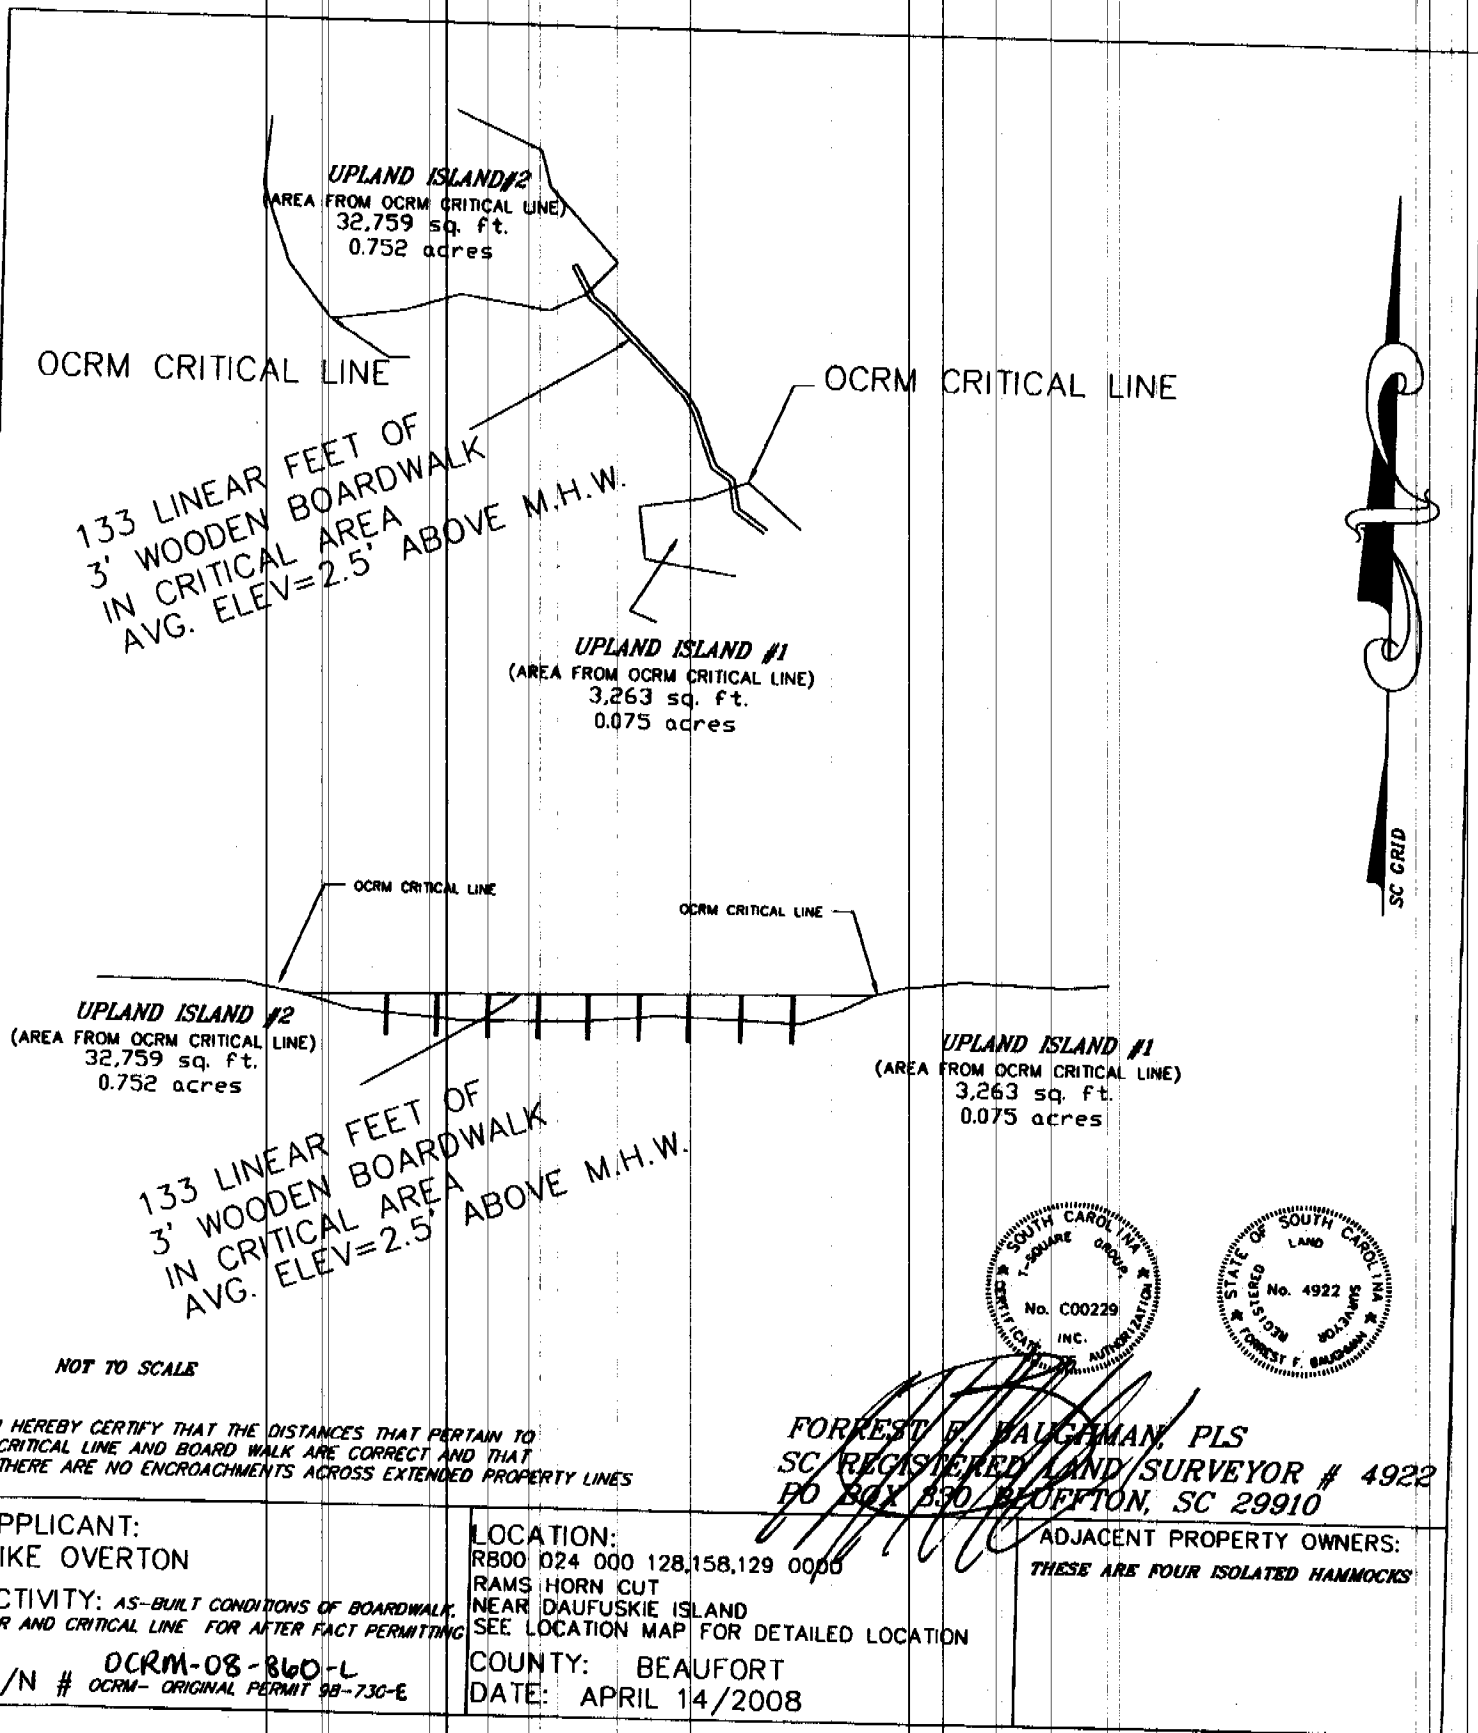 UPLAND ISLAND#2
(AREA FROM OCRM CRITICAL LINE)
32,759 sq. ft.
0.752 acres
OCRM CRITICAL LINE
OCRM CRITICAL LINE
133 LINEAR FEET OF
3' WOODEN BOARDWALK
IN CRITICAL AREA
AVG. ELEV=2.5' ABOVE M.H.W.
UPLAND ISLAND #1
(AREA FROM OCRM CRITICAL LINE)
3,263 sq. ft.
0.075 acres
SC GRID
OCRM CRITICAL LINE
OCRM CRITICAL LINE
UPLAND ISLAND #2
(AREA FROM OCRM CRITICAL LINE)
32,759 sq. ft.
0.752 acres
UPLAND ISLAND #1
(AREA FROM OCRM CRITICAL LINE)
3,263 sq. ft.
0.075 acres
133 LINEAR FEET OF
3' WOODEN BOARDWALK
IN CRITICAL AREA
AVG. ELEV=2.5' ABOVE M.H.W.
SOUTH CAROLINA
T-SQUARE GROUP,
No. C00229
INC.
CERTIFICATE OF AUTHORIZATION
STATE OF SOUTH CAROLINA
LAND
REGISTERED No. 4922 SURVEYOR
FORREST F. BAUGHMAN
NOT TO SCALE
HEREBY CERTIFY THAT THE DISTANCES THAT PERTAIN TO
CRITICAL LINE AND BOARD WALK ARE CORRECT AND THAT
THERE ARE NO ENCROACHMENTS ACROSS EXTENDED PROPERTY LINES
FORREST F. BAUGHMAN, PLS
SC REGISTERED LAND SURVEYOR # 4922
PO BOX 330 BLUFFTON, SC 29910
PPLICANT:
IKE OVERTON
CTIVITY: AS-BUILT CONDITIONS OF BOARDWALK,
R AND CRITICAL LINE FOR AFTER FACT PERMITTING
OCRM-08-860-L
/N # OCRM- ORIGINAL PERMIT 98-730-E
LOCATION:
R800 024 000 128,158,129 0000
RAMS HORN CUT
NEAR DAUFUSKIE ISLAND
SEE LOCATION MAP FOR DETAILED LOCATION
COUNTY: BEAUFORT
DATE: APRIL 14/2008
ADJACENT PROPERTY OWNERS:
THESE ARE FOUR ISOLATED HAMMOCKS